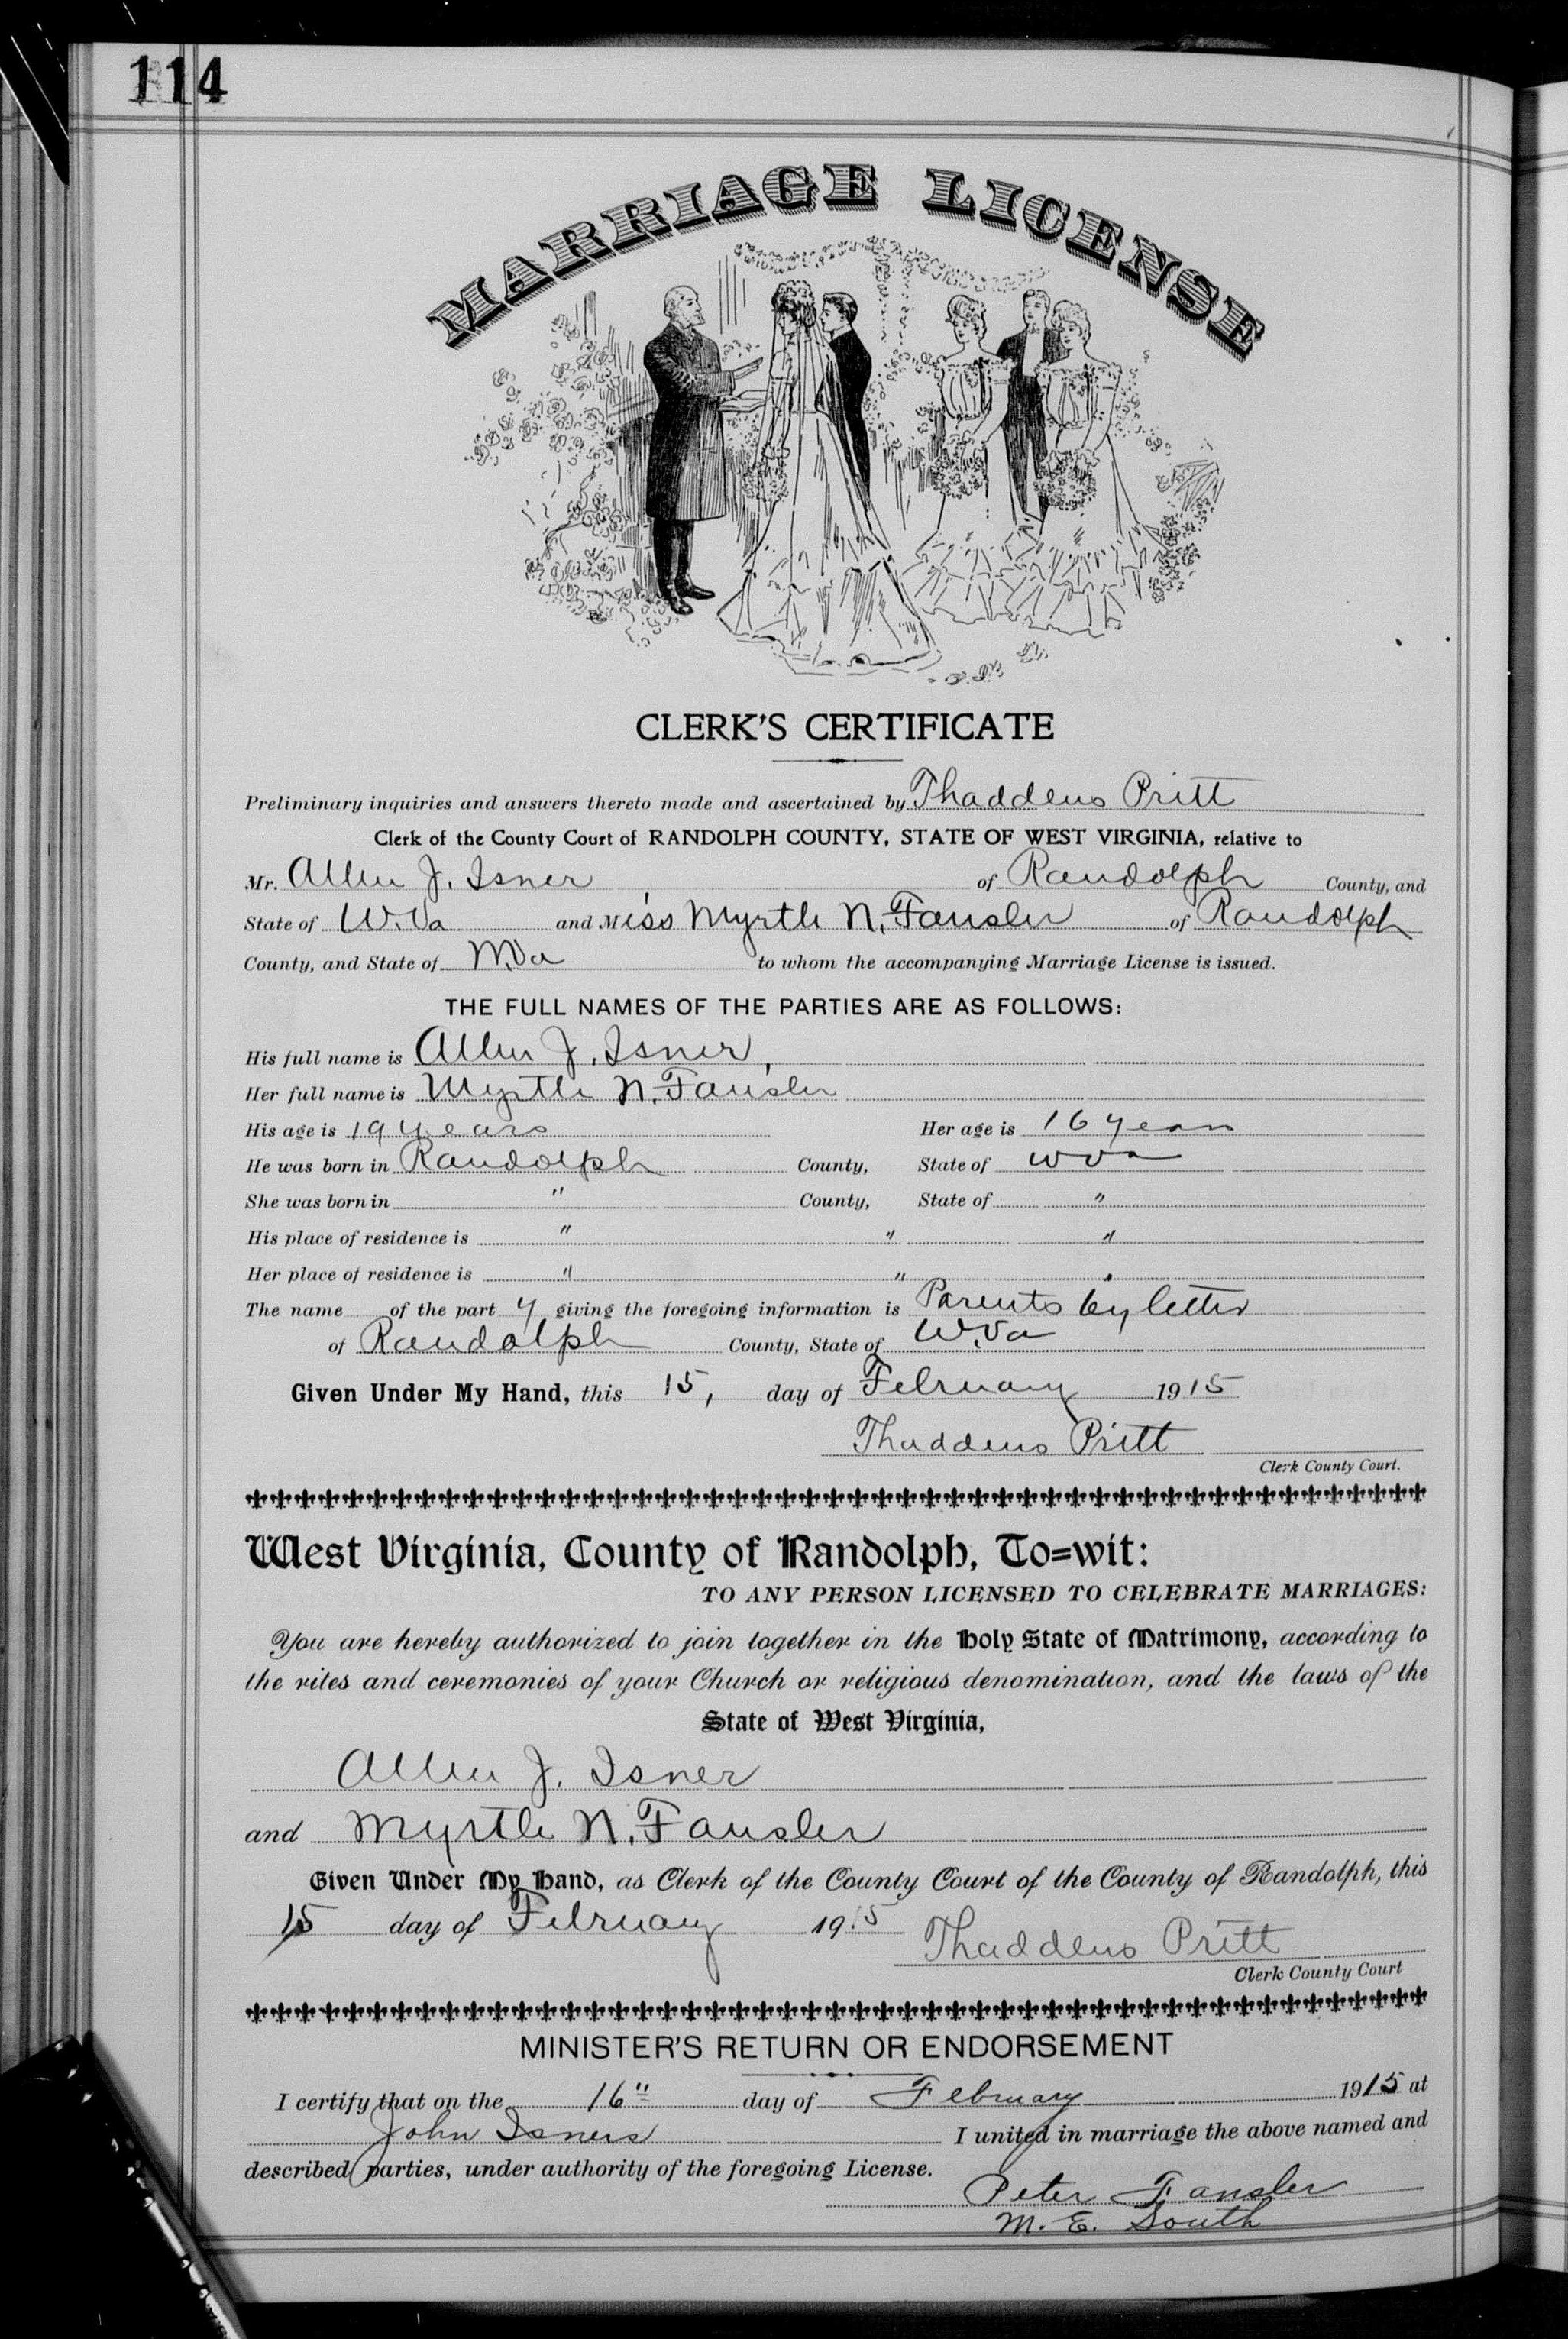 114
MARRIAGE LICENSE
CLERK'S CERTIFICATE
Preliminary inquiries and answers thereto made and ascertained by Thaddeus Pritt
Clerk of the County Court of RANDOLPH COUNTY, STATE OF WEST VIRGINIA, relative to
Mr. Allen J. Isner of Randolph County, and
State of W.Va and Miss Myrtle N. Fansler of Randolph
County, and State of W.Va to whom the accompanying Marriage License is issued.
THE FULL NAMES OF THE PARTIES ARE AS FOLLOWS:
His full name is Allen J. Isner,
Her full name is Myrtle N. Fansler
His age is 19 years Her age is 16 years
He was born in Randolph County, State of W Va
She was born in " County, State of "
His place of residence is " " "
Her place of residence is " " "
The name of the part y giving the foregoing information is Parents by letter
of Randolph County, State of W.Va
Given Under My Hand, this 15, day of February 1915
Thaddeus Pritt
Clerk County Court.
West Virginia, County of Randolph, To=wit:
TO ANY PERSON LICENSED TO CELEBRATE MARRIAGES:
You are hereby authorized to join together in the Holy State of Matrimony, according to
the rites and ceremonies of your Church or religious denomination, and the laws of the
State of West Virginia,
Allen J. Isner
and Myrtle N. Fansler
Given Under My Hand, as Clerk of the County Court of the County of Randolph, this
15 day of February 1915 Thaddeus Pritt
Clerk County Court
MINISTER'S RETURN OR ENDORSEMENT
I certify that on the 16" day of February 1915 at
John Isners I united in marriage the above named and
described parties, under authority of the foregoing License.
Peter Fansler
M. E. South